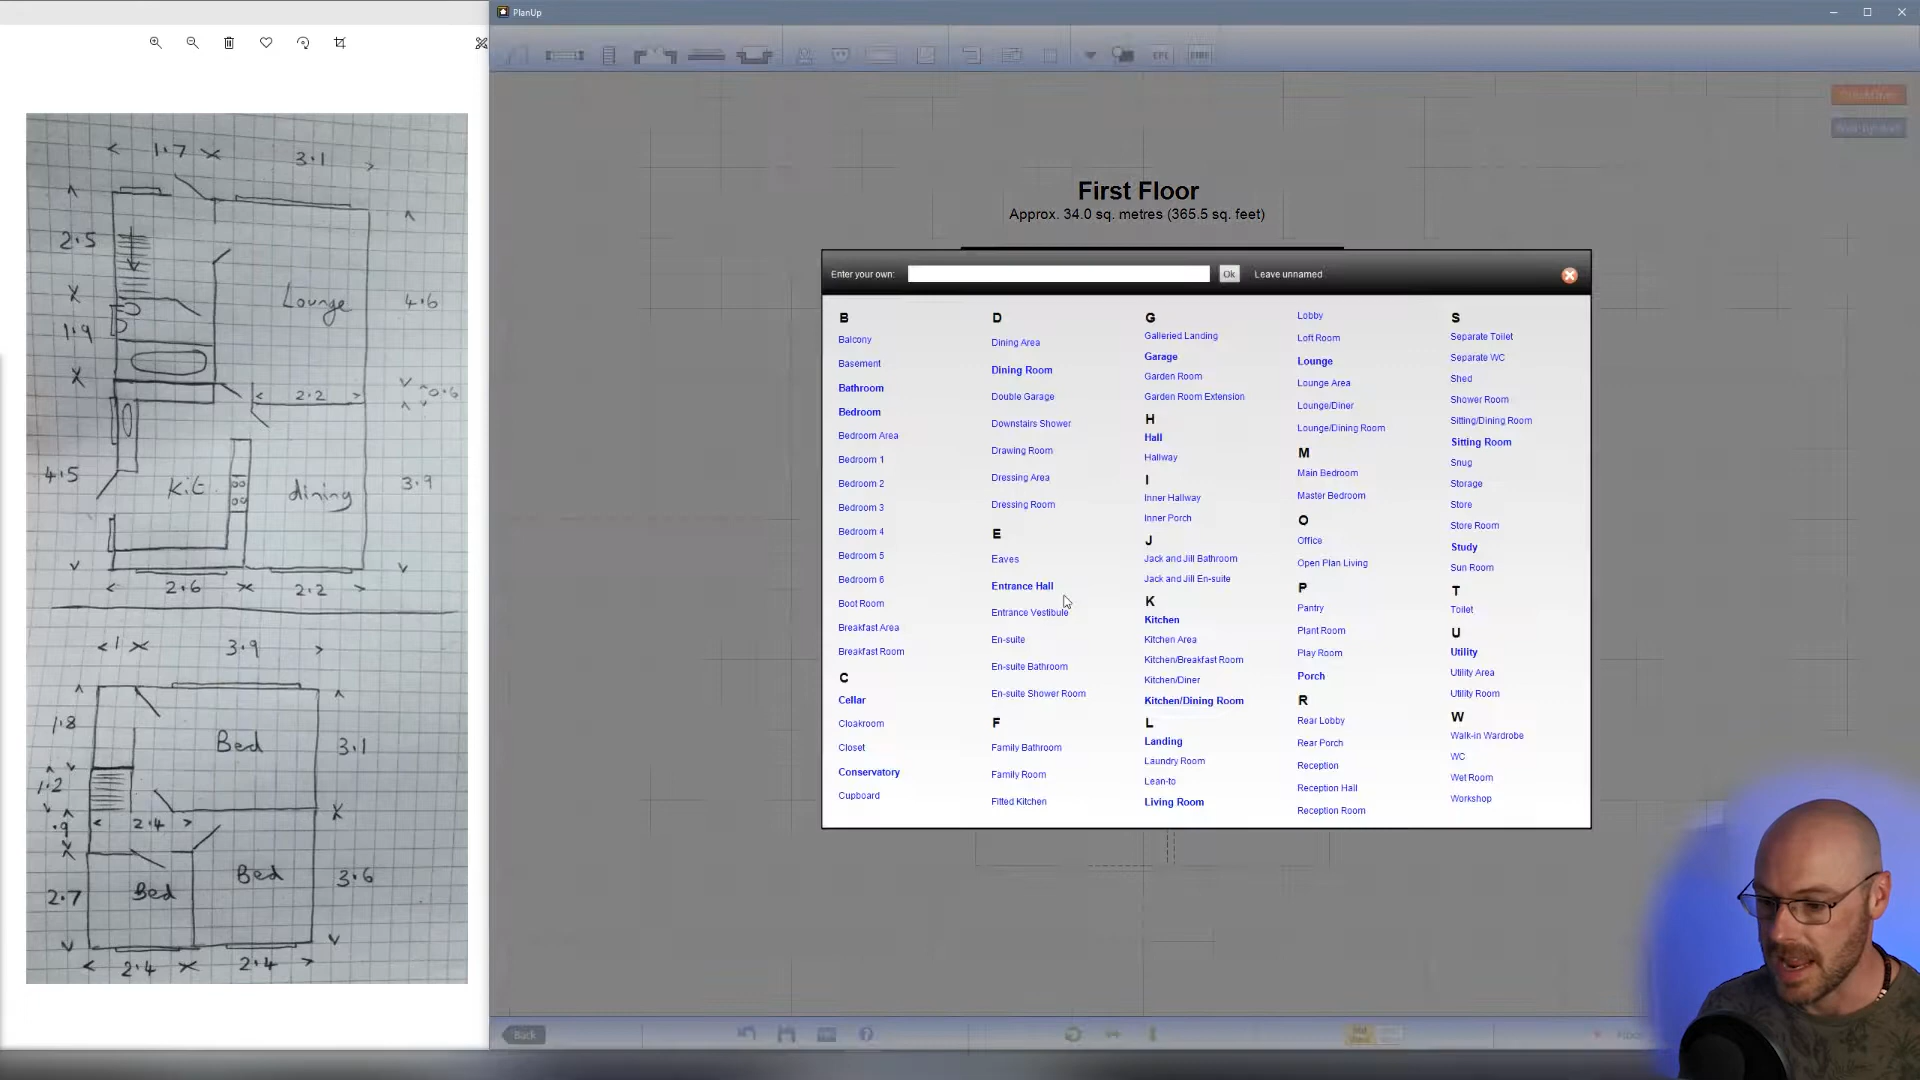 PlanUp
1.7 3.1
2.5
Lounge
4.6
1.9
2.2
0.6
4.5
Kit
dining
3.9
2.6 2.2
1 3.9
1.8
Bed
3.1
1.2
.9
2.4
Bed
Bed
3.6
2.7
2.4 2.4
First Floor
Approx. 34.0 sq. metres (365.5 sq. feet)
Enter your own:
Ok
Leave unnamed
B
Balcony
Basement
Bathroom
Bedroom
Bedroom Area
Bedroom 1
Bedroom 2
Bedroom 3
Bedroom 4
Bedroom 5
Bedroom 6
Boot Room
Breakfast Area
Breakfast Room
C
Cellar
Cloakroom
Closet
Conservatory
Cupboard
D
Dining Area
Dining Room
Double Garage
Downstairs Shower
Drawing Room
Dressing Area
Dressing Room
E
Eaves
Entrance Hall
Entrance Vestibule
En-suite
En-suite Bathroom
En-suite Shower Room
F
Family Bathroom
Family Room
Fitted Kitchen
G
Galleried Landing
Garage
Garden Room
Garden Room Extension
H
Hall
Hallway
I
Inner Hallway
Inner Porch
J
Jack and Jill Bathroom
Jack and Jill En-suite
K
Kitchen
Kitchen Area
Kitchen/Breakfast Room
Kitchen/Diner
Kitchen/Dining Room
L
Landing
Laundry Room
Lean-to
Living Room
Lobby
Loft Room
Lounge
Lounge Area
Lounge/Diner
Lounge/Dining Room
M
Main Bedroom
Master Bedroom
O
Office
Open Plan Living
P
Pantry
Plant Room
Play Room
Porch
R
Rear Lobby
Rear Porch
Reception
Reception Hall
Reception Room
S
Separate Toilet
Separate WC
Shed
Shower Room
Sitting/Dining Room
Sitting Room
Snug
Storage
Store
Store Room
Study
Sun Room
T
Toilet
U
Utility
Utility Area
Utility Room
W
Walk-in Wardrobe
WC
Wet Room
Workshop
Back